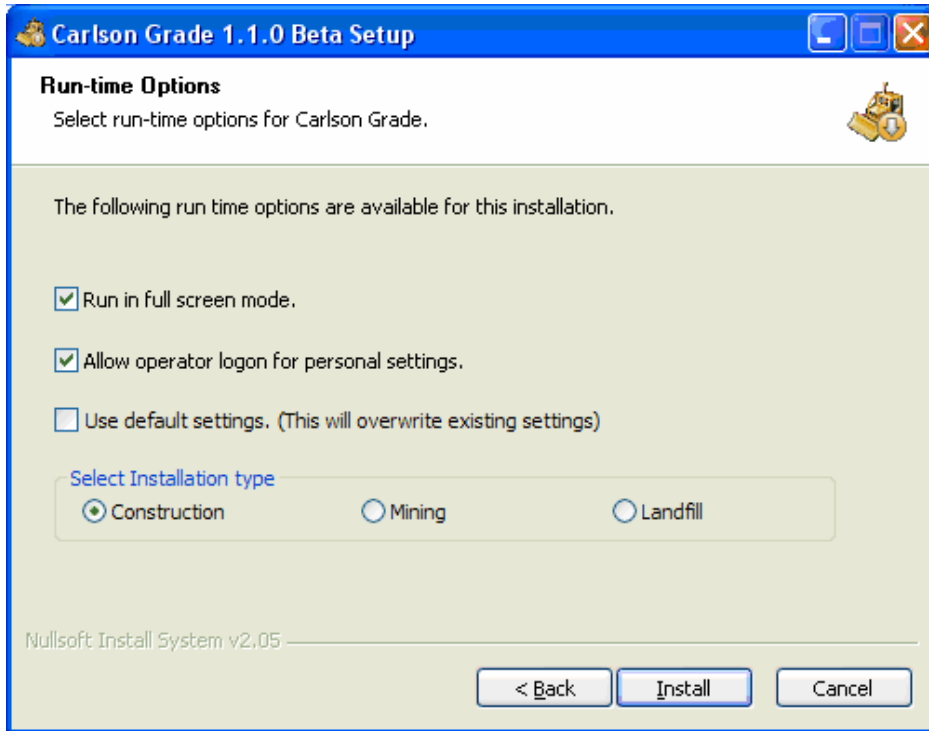 Carlson Grade 1.1.0 Beta Setup
Run-time Options
Select run-time options for Carlson Grade.
The following run time options are available for this installation.
Run in full screen mode.
Allow operator logon for personal settings.
Use default settings. (This will overwrite existing settings)
Select Installation type
Construction Mining Landfill
Nullsoft Install System v2.05
< Back Install Cancel